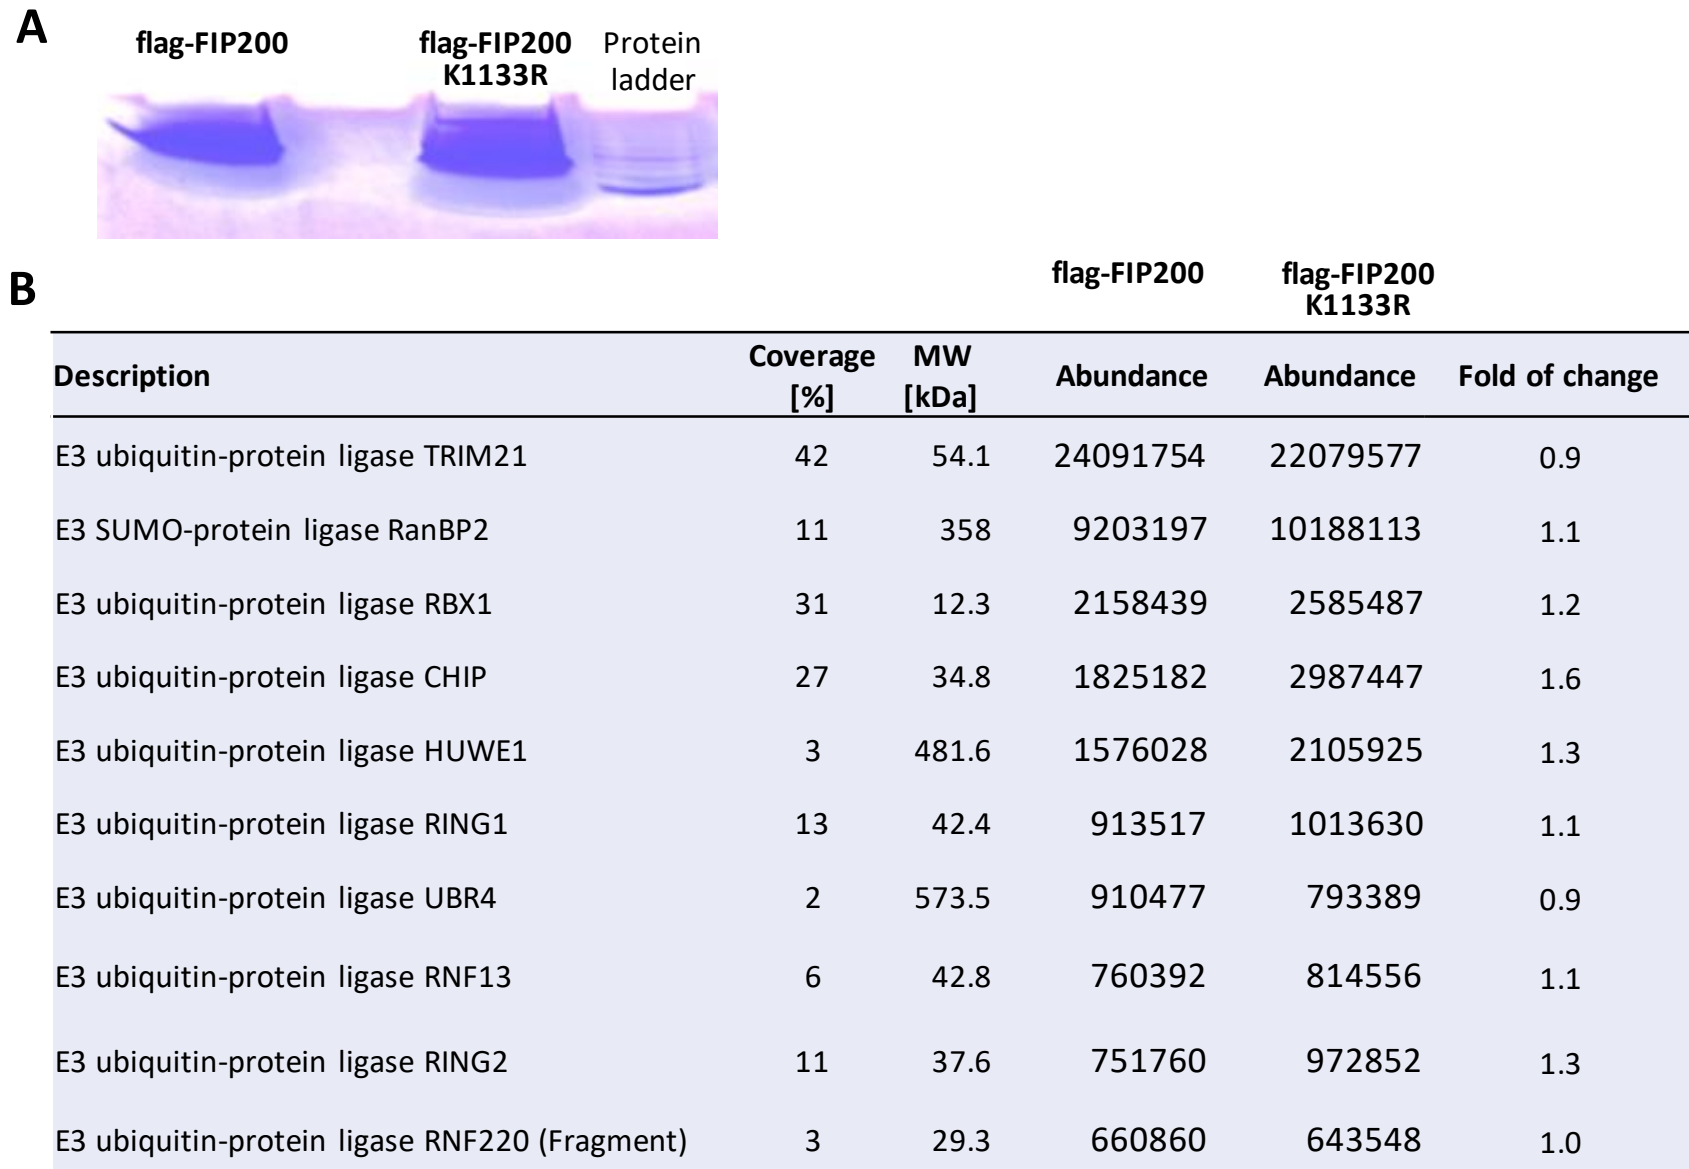 A
flag-FIP200
flag-FIP200
K1133R
Protein
ladder
B
flag-FIP200
flag-FIP200
K1133R
Description
Coverage
[%]
MW
[kDa]
Abundance
Abundance
Fold of change
E3 ubiquitin-protein ligase TRIM21 42 54.1 24091754 22079577 0.9
E3 SUMO-protein ligase RanBP2 11 358 9203197 10188113 1.1
E3 ubiquitin-protein ligase RBX1 31 12.3 2158439 2585487 1.2
E3 ubiquitin-protein ligase CHIP 27 34.8 1825182 2987447 1.6
E3 ubiquitin-protein ligase HUWE1 3 481.6 1576028 2105925 1.3
E3 ubiquitin-protein ligase RING1 13 42.4 913517 1013630 1.1
E3 ubiquitin-protein ligase UBR4 2 573.5 910477 793389 0.9
E3 ubiquitin-protein ligase RNF13 6 42.8 760392 814556 1.1
E3 ubiquitin-protein ligase RING2 11 37.6 751760 972852 1.3
E3 ubiquitin-protein ligase RNF220 (Fragment) 3 29.3 660860 643548 1.0